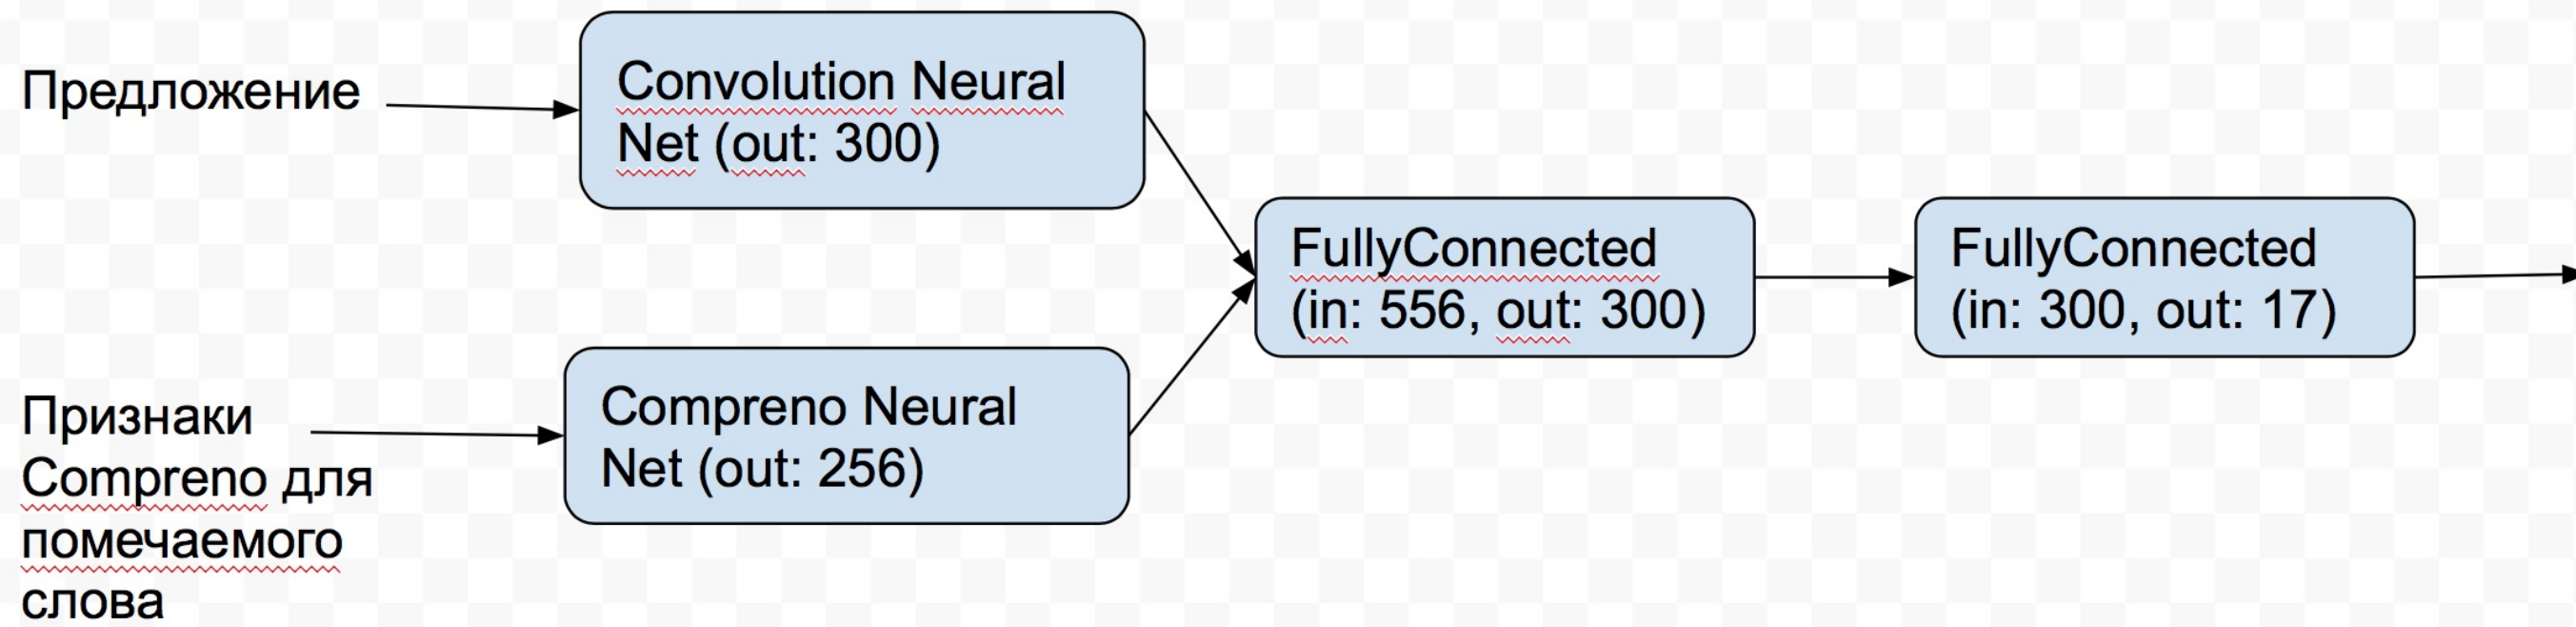 Предложение
Convolution Neural
Net (out: 300)
FullyConnected
(in: 556, out: 300)
FullyConnected
(in: 300, out: 17)
Признаки
Compreno для
помечаемого
слова
Compreno Neural
Net (out: 256)